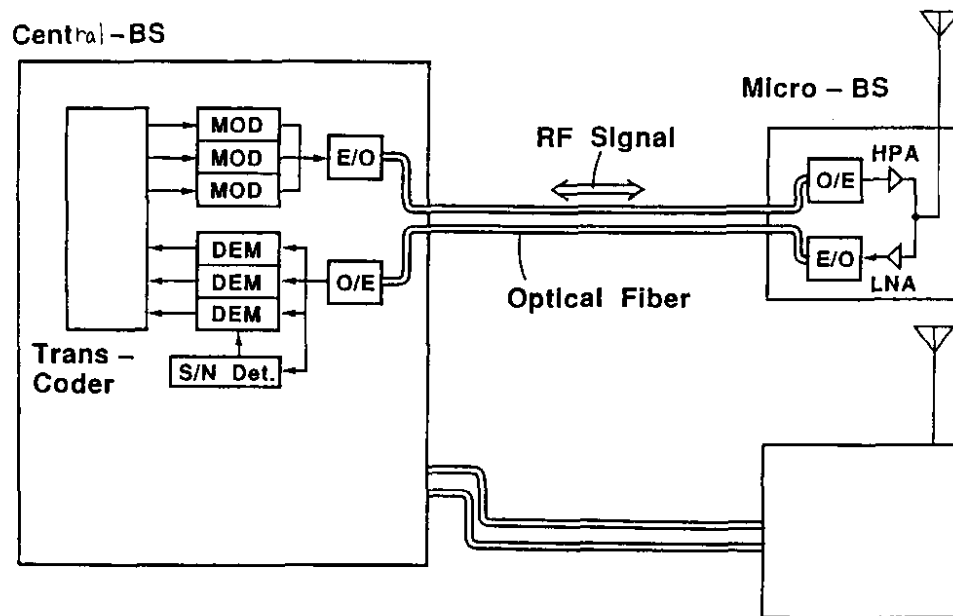 Central-BS
Micro - BS
MOD
MOD
MOD
E/O
RF Signal
O/E
HPA
DEM
DEM
DEM
O/E
E/O
LNA
Optical Fiber
Trans -
Coder
S/N Det.